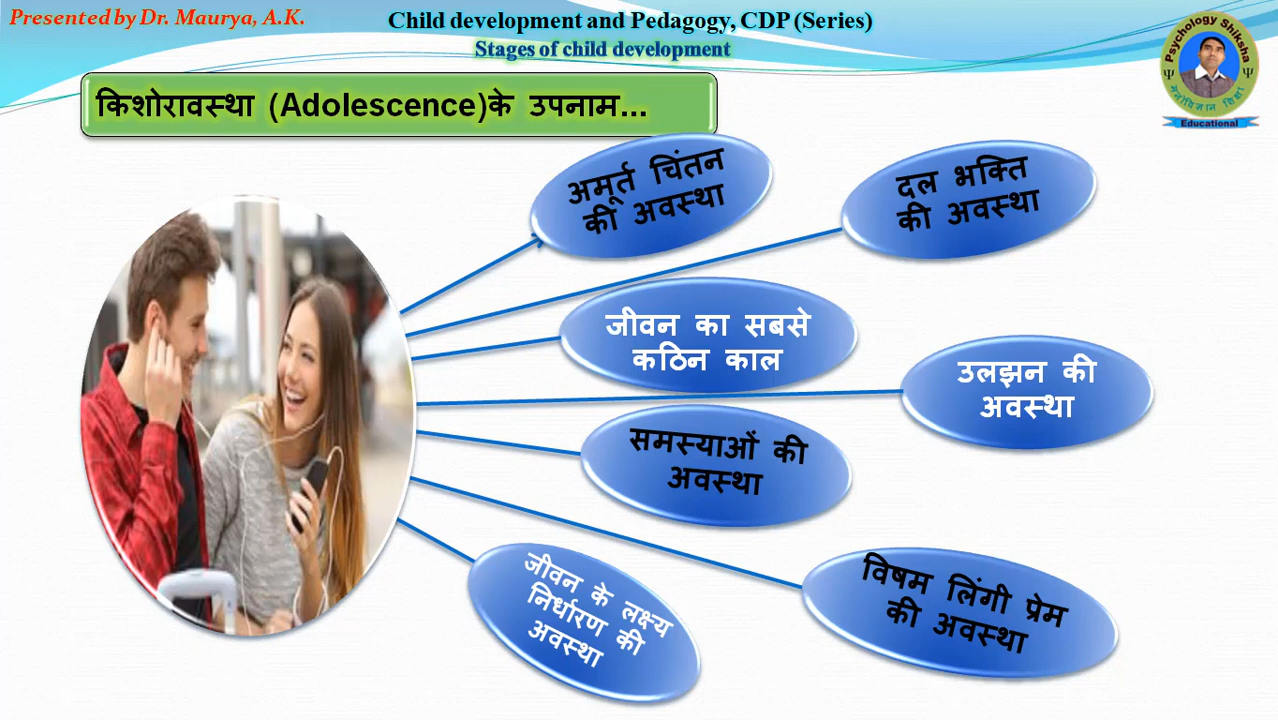 Presented by Dr. Maurya, A.K.
Child development and Pedagogy, CDP (Series)
Stages of child development
Psychology Shiksha
Ψ Ψ
मनोविज्ञान शिक्षा
Educational
किशोरावस्था (Adolescence)के उपनाम...
अमूर्त चिंतन
की अवस्था
दल भक्ति
की अवस्था
जीवन का सबसे
कठिन काल
उलझन की
अवस्था
समस्याओं की
अवस्था
विषम लिंगी प्रेम
की अवस्था
जीवन के लक्ष्य
निर्धारण की
अवस्था